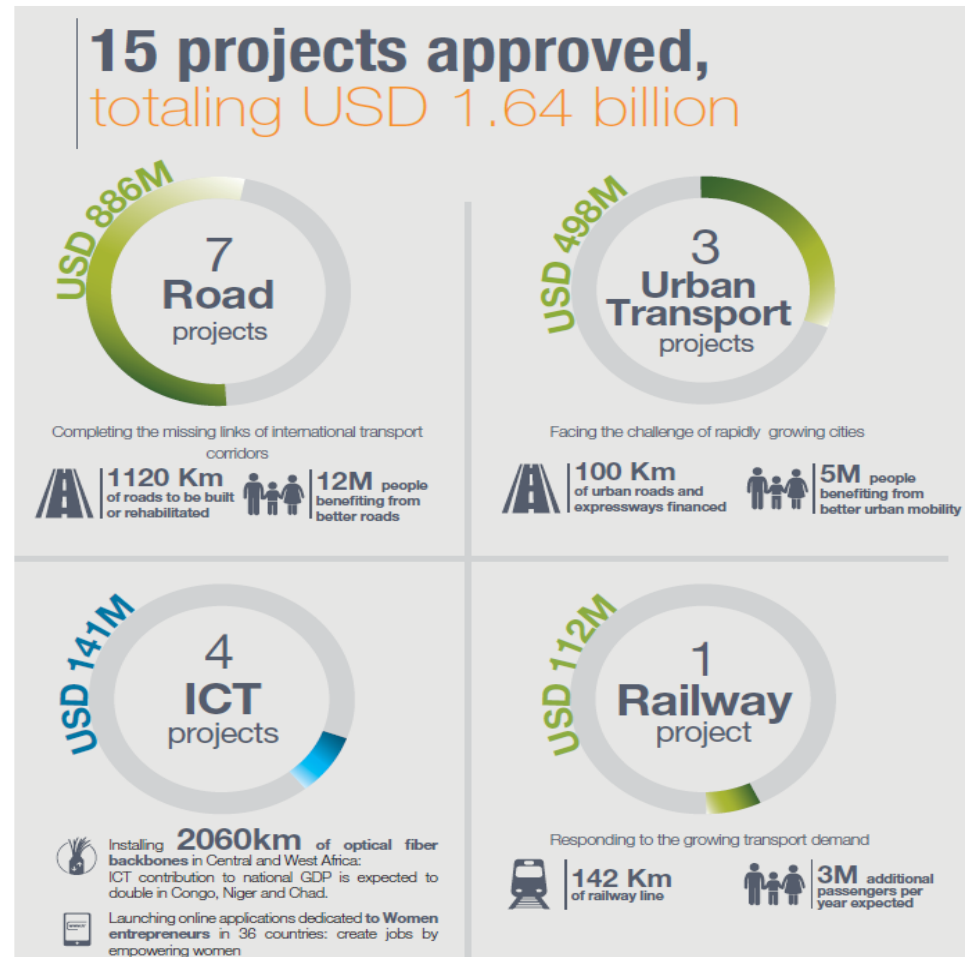 15 projects approved,
totaling USD 1.64 billion
USD 886M
7
Road
projects
Completing the missing links of international transport
corridors
1120 Km
of roads to be built
or rehabilitated
12M people
benefiting from
better roads
USD 498M
3
Urban
Transport
projects
Facing the challenge of rapidly growing cities
100 Km
of urban roads and
expressways financed
5M people
benefiting from
better urban mobility
USD 141M
4
ICT
projects
Installing 2060km of optical fiber
backbones in Central and West Africa:
ICT contribution to national GDP is expected to
double in Congo, Niger and Chad.
Launching online applications dedicated to Women
entrepreneurs in 36 countries: create jobs by
empowering women
USD 112M
1
Railway
project
Responding to the growing transport demand
142 Km
of railway line
3M additional
passengers per
year expected